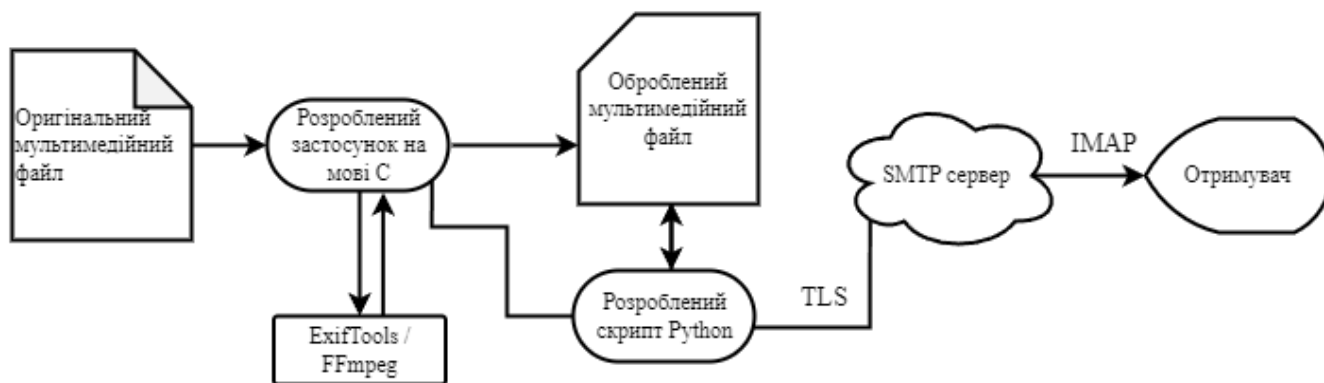 Оригінальний
мультимедійний
файл
Розроблений
застосунок на
мові С
Оброблений
мультимедійний
файл
SMTP сервер
IMAP
Отримувач
ExifTools /
FFmpeg
Розроблений
скрипт Python
TLS